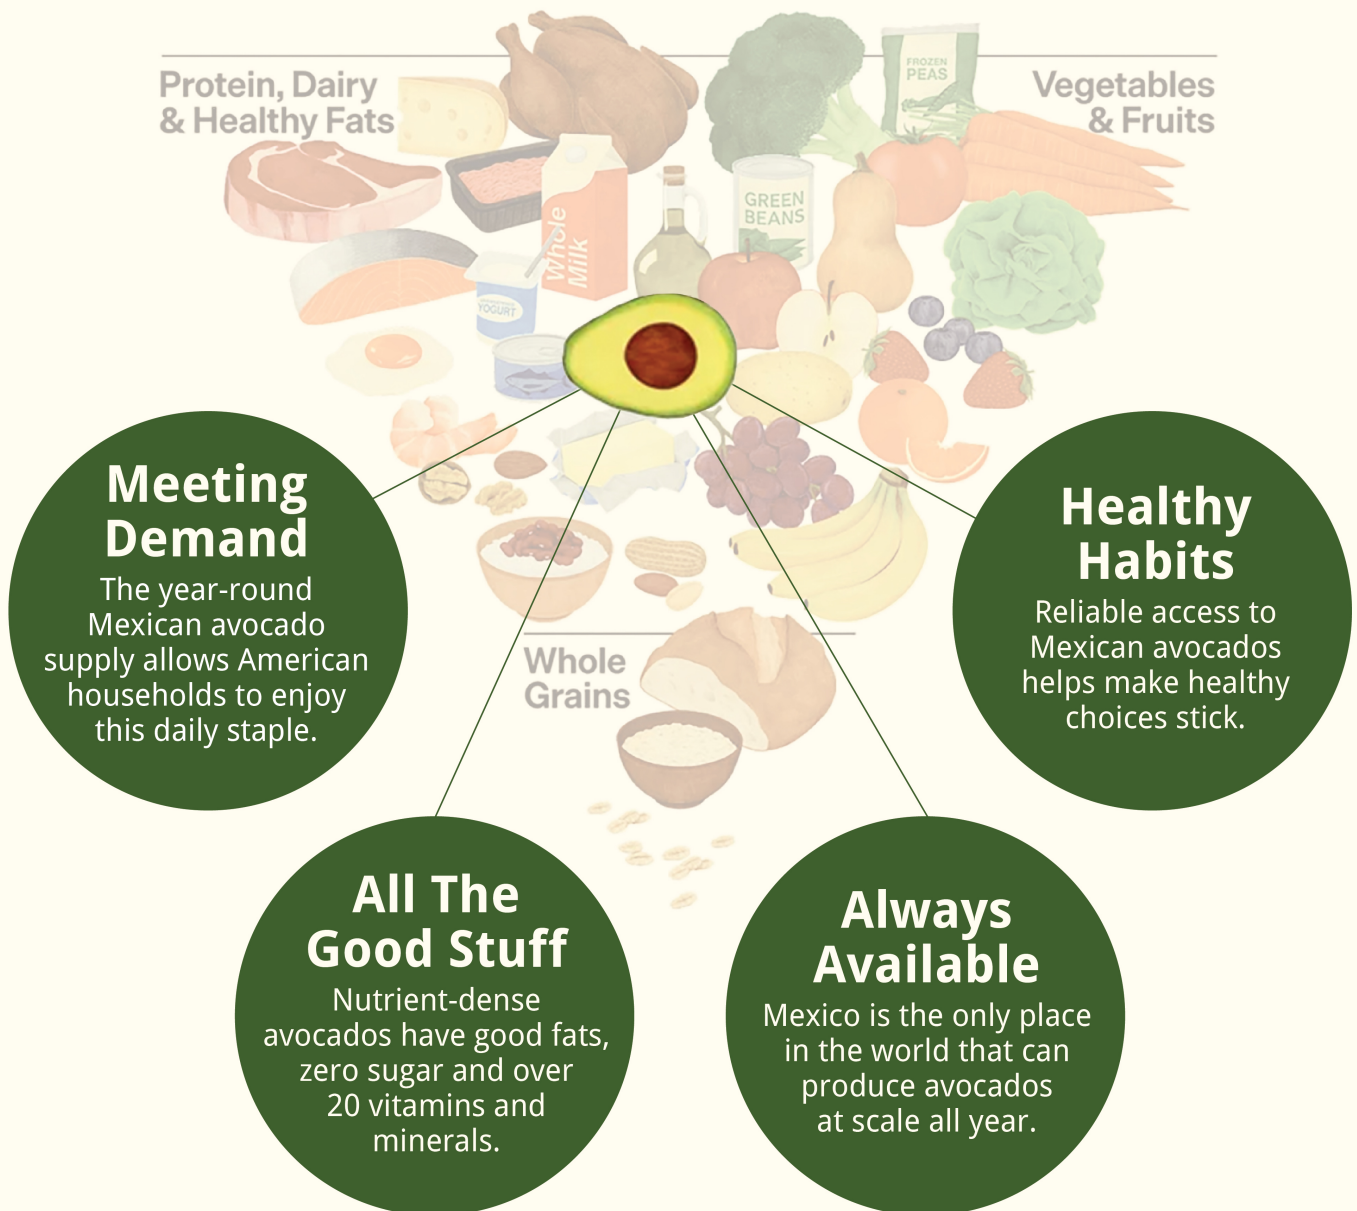 Protein, Dairy
& Healthy Fats
Vegetables
& Fruits
FROZEN
PEAS
GREEN
BEANS
Whole
Milk
YOGURT
Meeting
Demand
The year-round
Mexican avocado
supply allows American
households to enjoy
this daily staple.
Healthy
Habits
Reliable access to
Mexican avocados
helps make healthy
choices stick.
Whole
Grains
All The
Good Stuff
Nutrient-dense
avocados have good fats,
zero sugar and over
20 vitamins and
minerals.
Always
Available
Mexico is the only place
in the world that can
produce avocados
at scale all year.